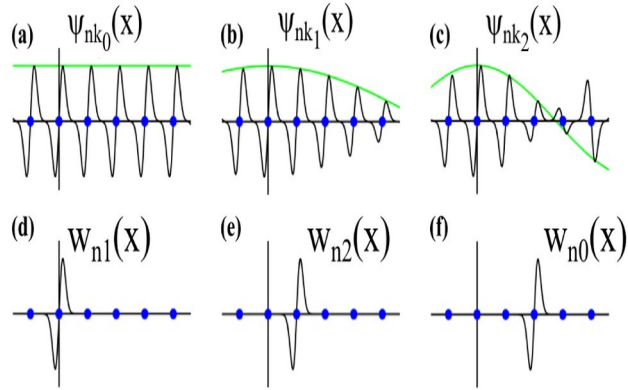 (a) ψnk₀(x)
(b) ψnk₁(x)
(c) ψnk₂(x)
(d) Wn1(x)
(e) Wn2(x)
(f) Wn0(x)